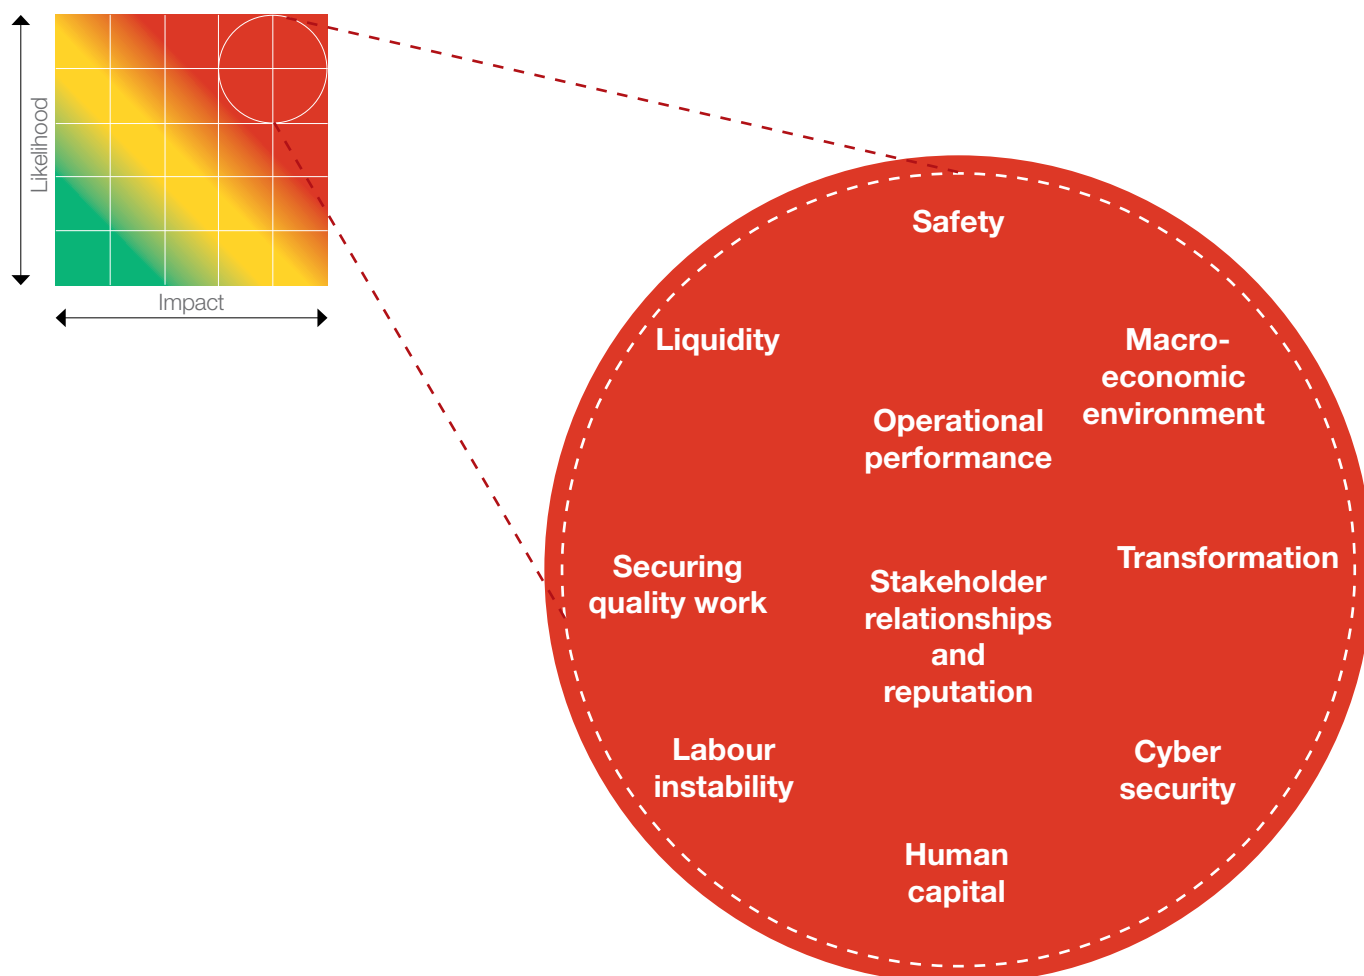 Likelihood
Impact
Safety
Liquidity
Macro-
economic
environment
Operational
performance
Securing
quality work
Stakeholder
relationships
and
reputation
Transformation
Labour
instability
Cyber
security
Human
capital